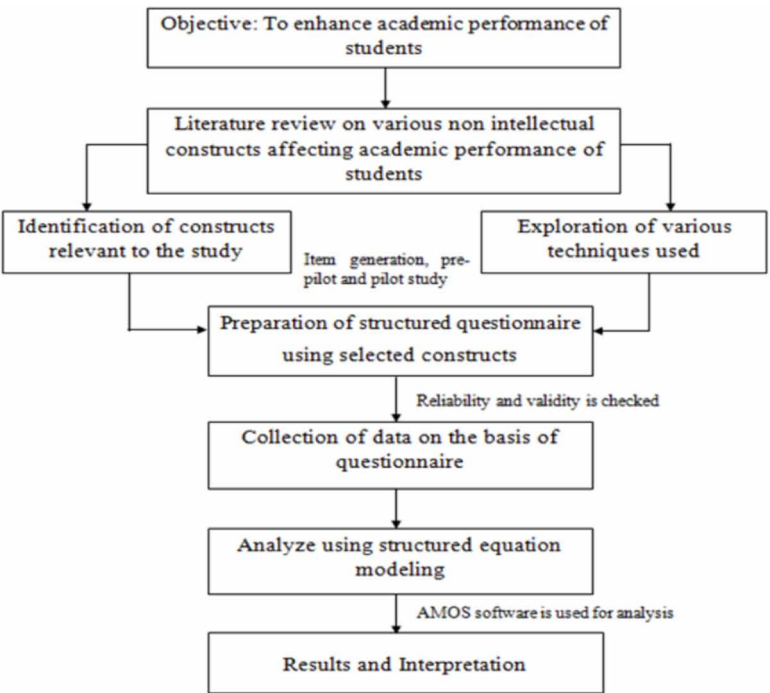 Objective: To enhance academic performance of
students
Literature review on various non intellectual
constructs affecting academic performance of
students
Identification of constructs
relevant to the study
Exploration of various
techniques used
Item generation, pre-
pilot and pilot study
Preparation of structured questionnaire
using selected constructs
Reliability and validity is checked
Collection of data on the basis of
questionnaire
Analyze using structured equation
modeling
AMOS software is used for analysis
Results and Interpretation